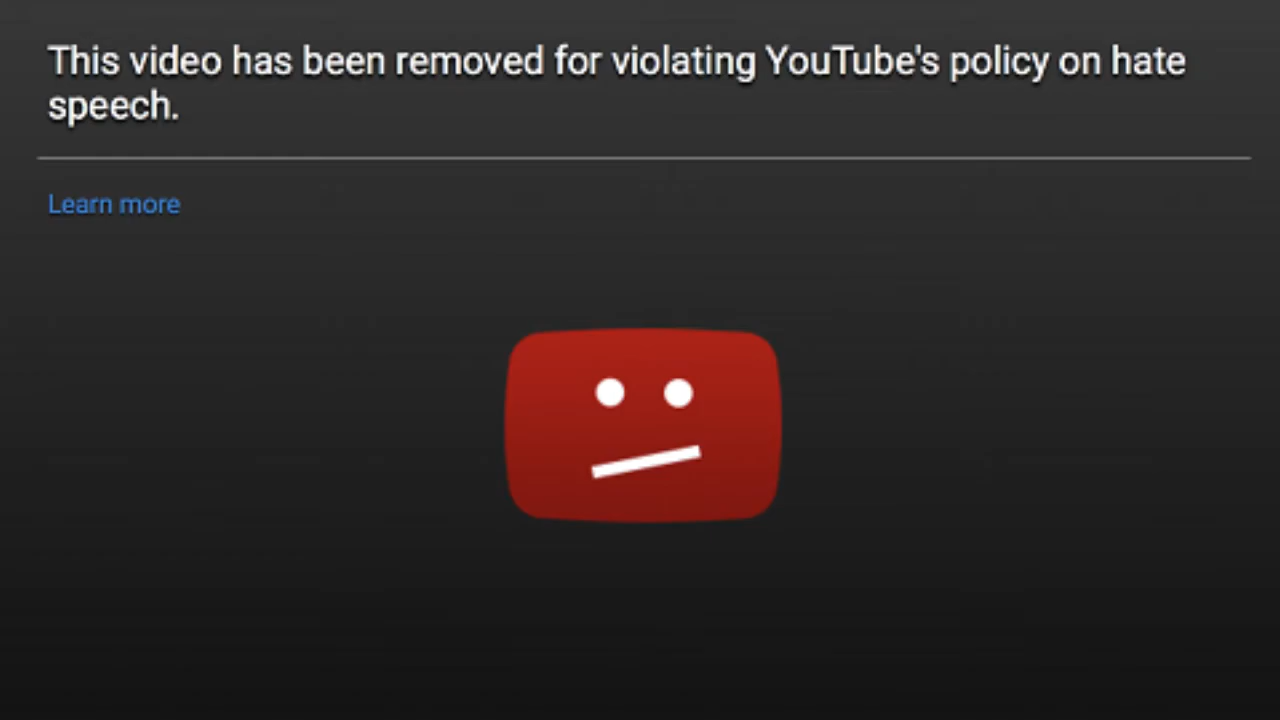 This video has been removed for violating YouTube's policy on hate
speech.
Learn more